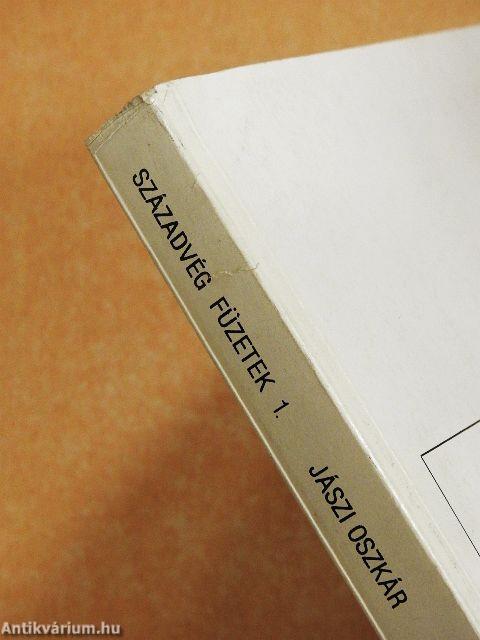 SZÁZADVÉG FÜZETEK 1. JÁSZI OSZKÁR
Antikvárium.hu